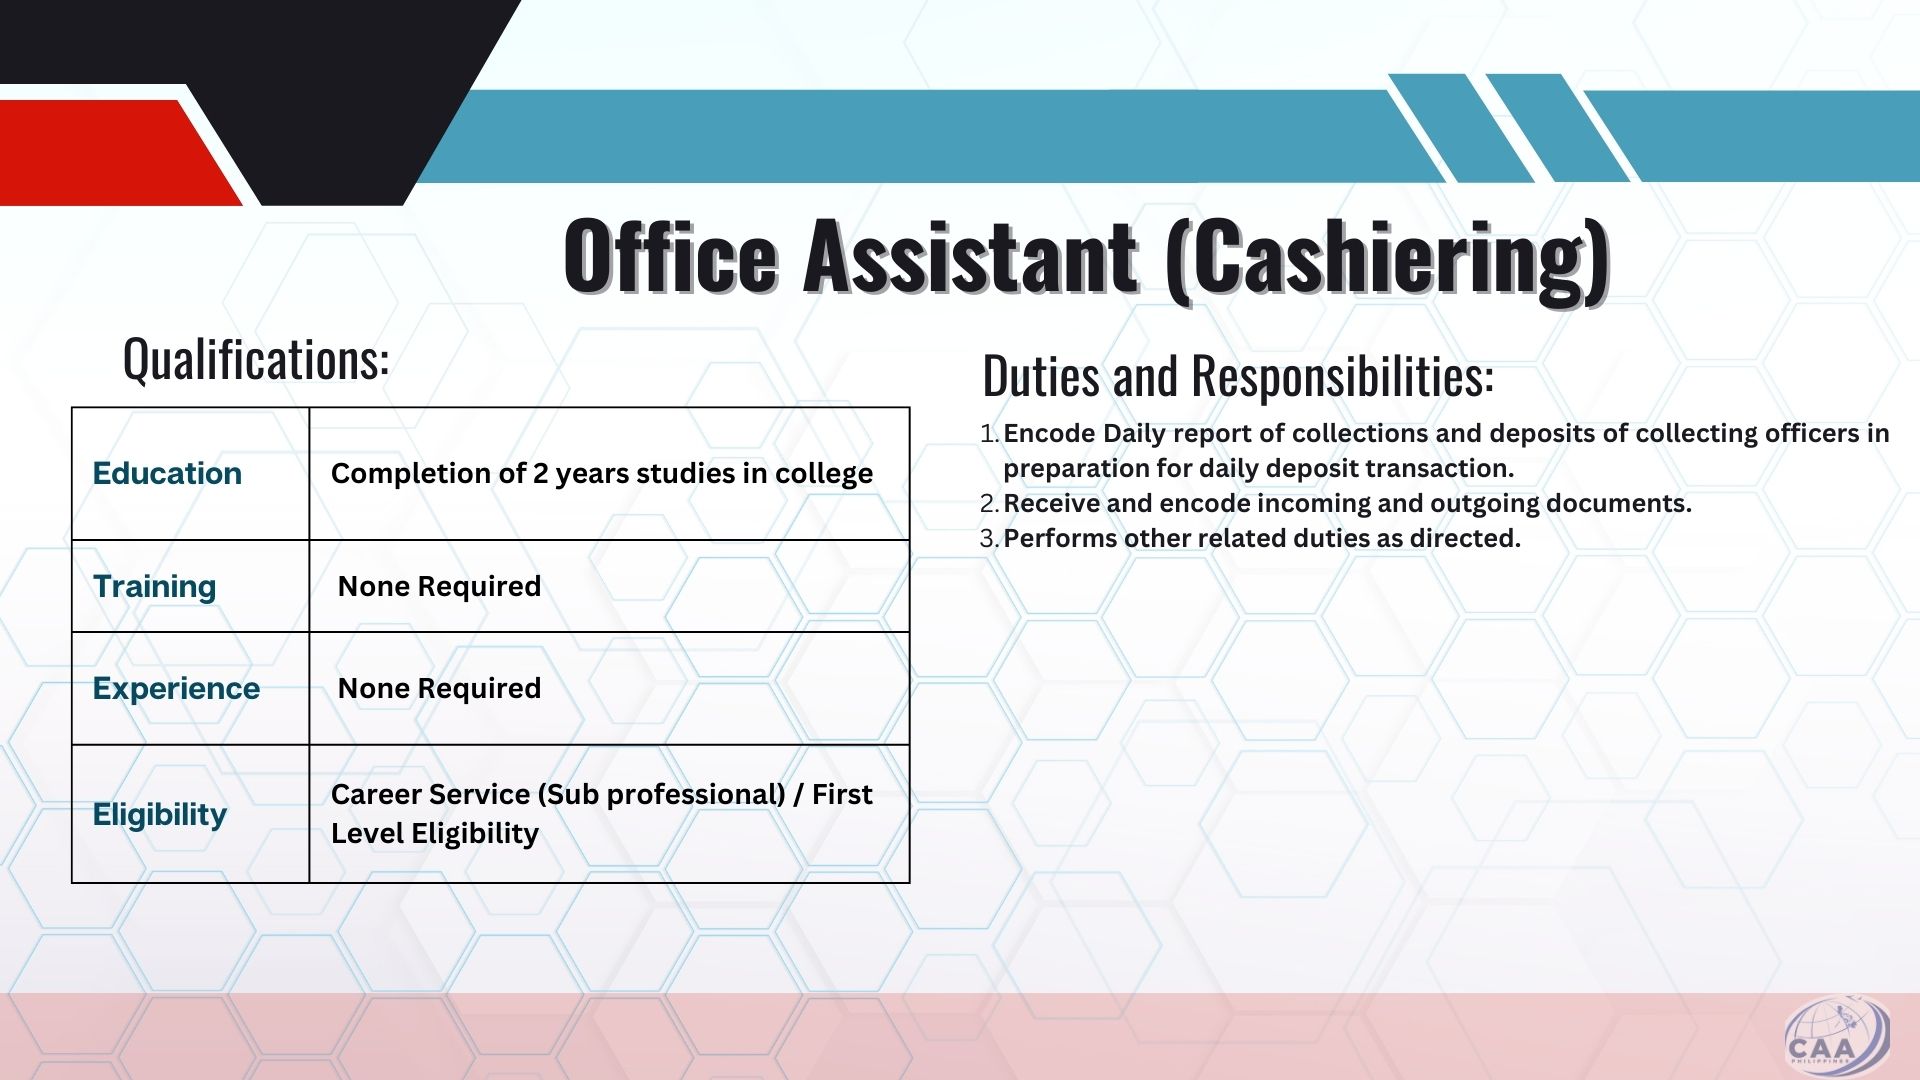 Office Assistant (Cashiering)
Qualifications:
Education
Completion of 2 years studies in college
Training
None Required
Experience
None Required
Eligibility
Career Service (Sub professional) / First
Level Eligibility
Duties and Responsibilities:
1. Encode Daily report of collections and deposits of collecting officers in
preparation for daily deposit transaction.
2. Receive and encode incoming and outgoing documents.
3. Performs other related duties as directed.
CAA
PHILIPPINES